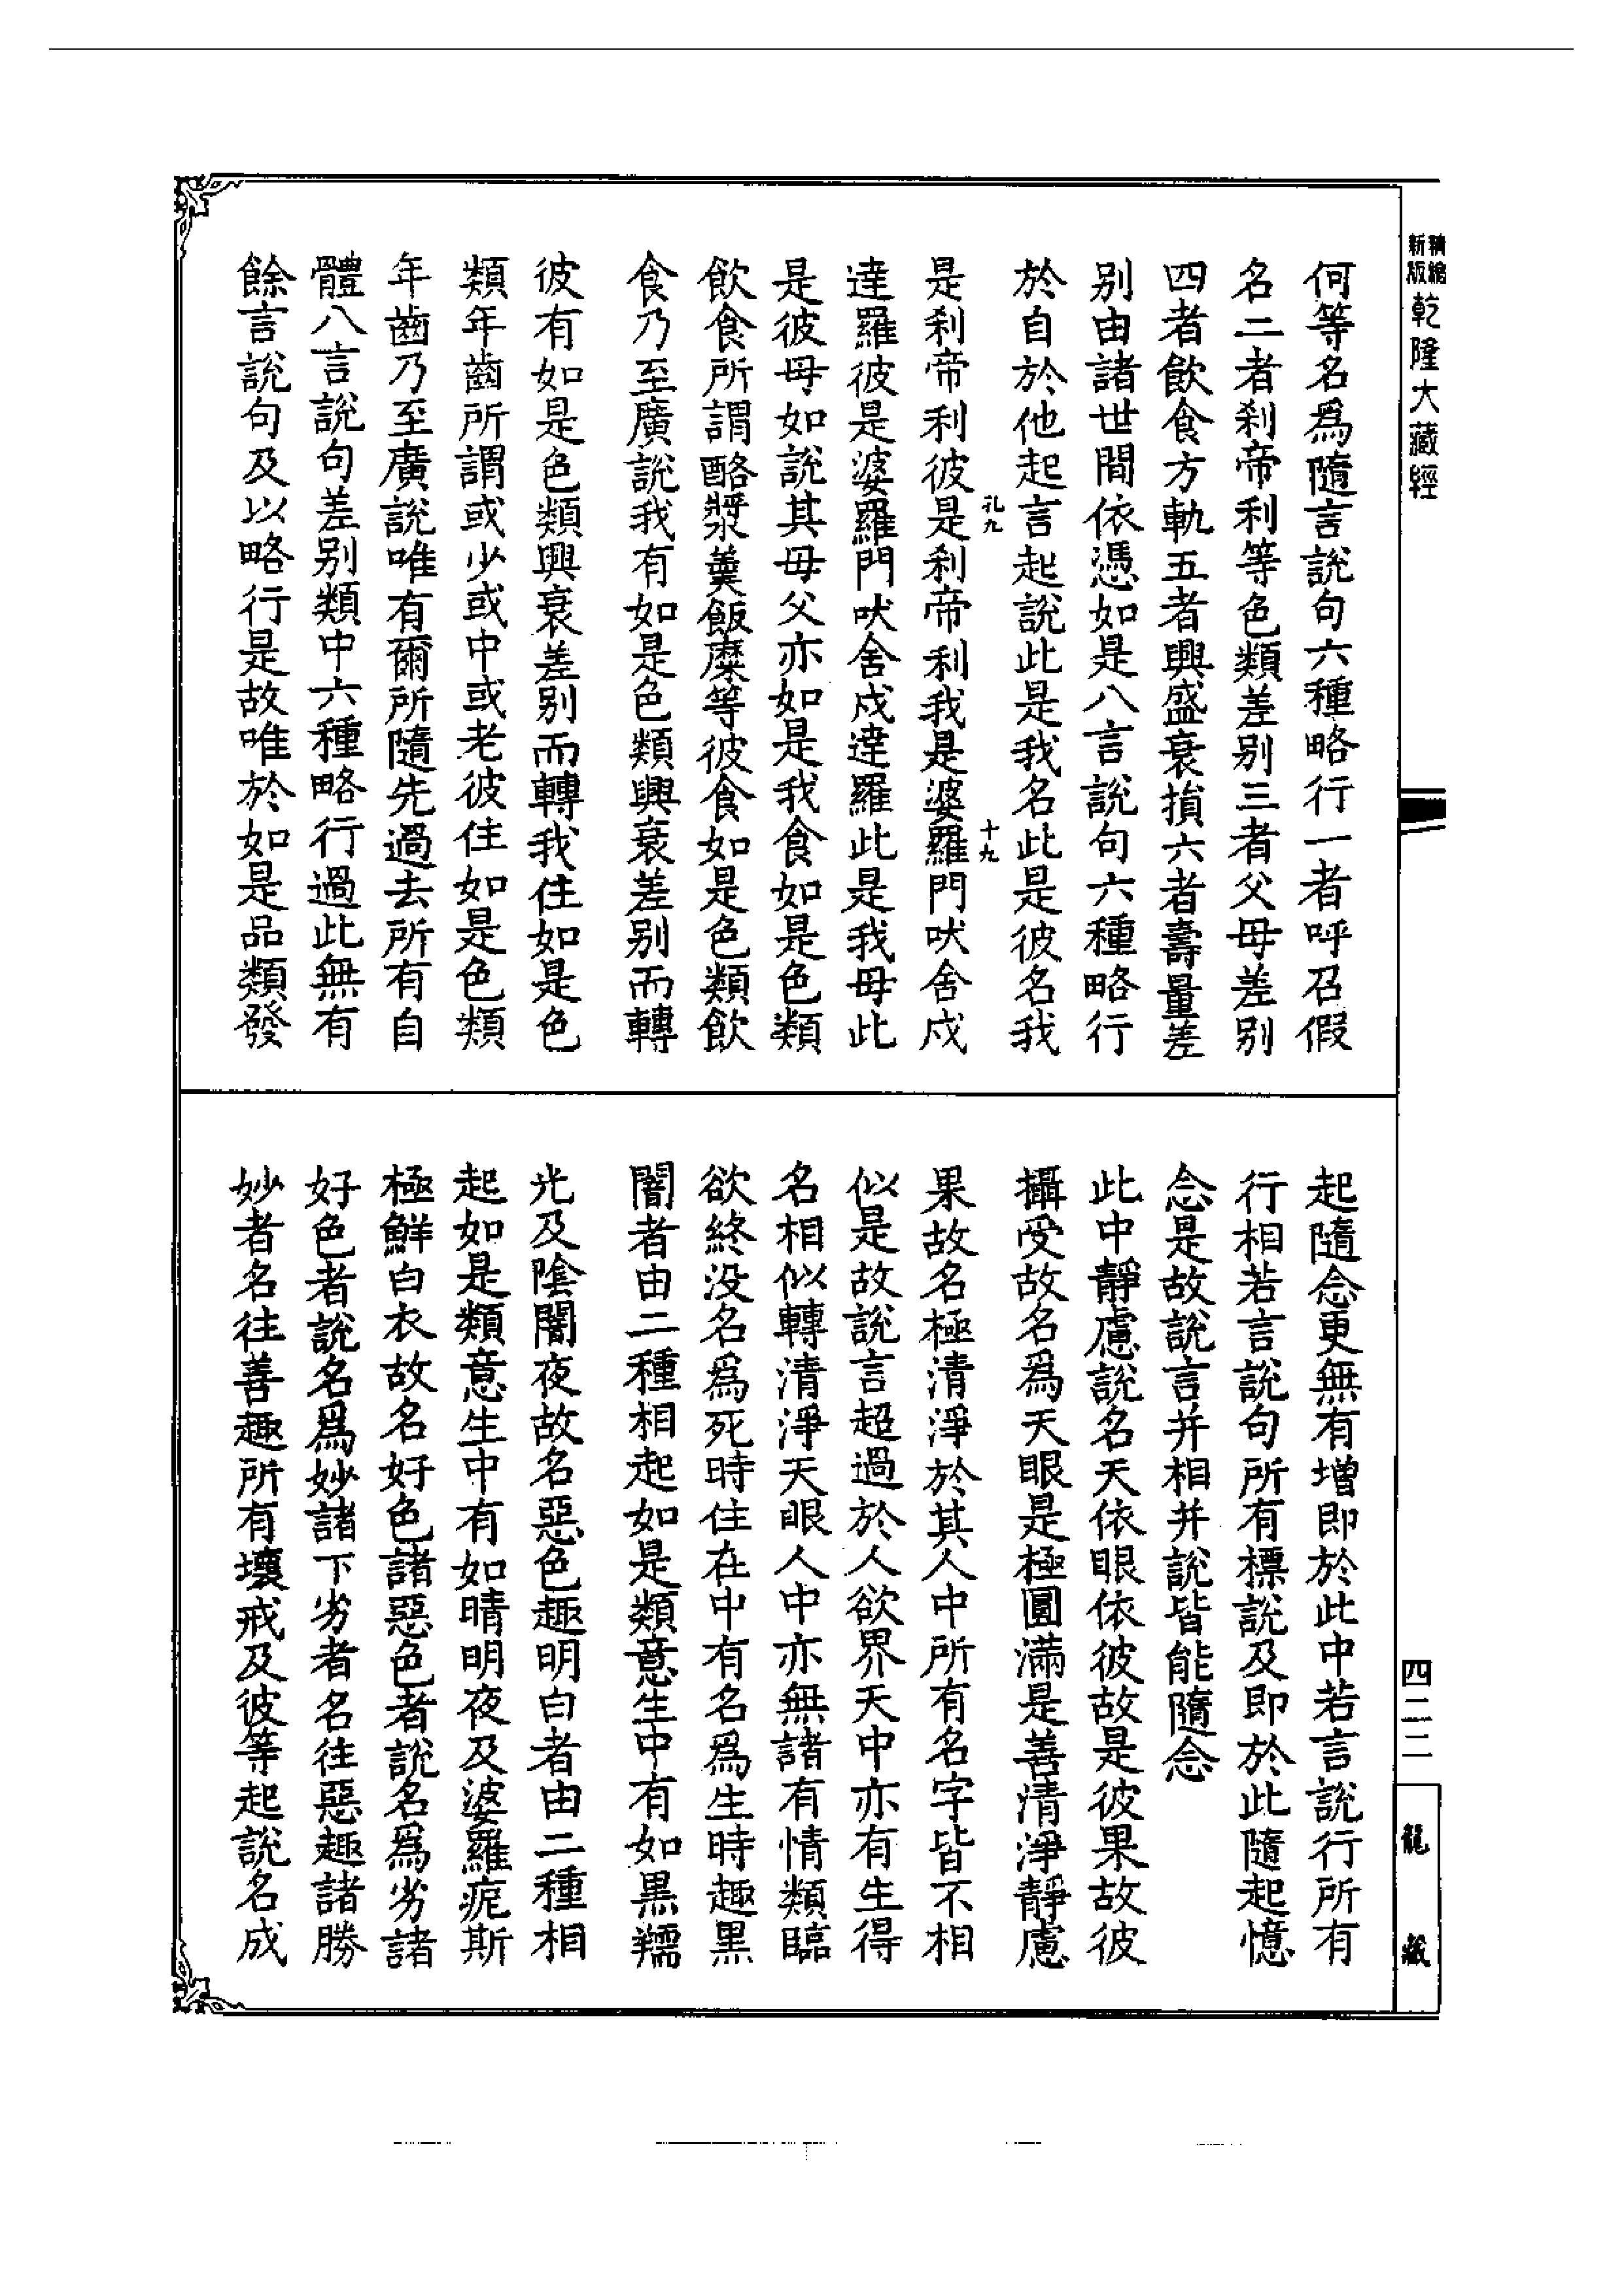 新版精縮
乾隆大藏經
何等名爲隨言說句六種略行一者呼召假
名二者刹帝利等色類差别三者父母差别
四者飲食方軌五者興盛衰損六者壽量差
别由諸世間依憑如是八言說句六種略行
於自於他起言起說此是我名此是彼名我
孔九
十九
是刹帝利彼是刹帝利我是婆羅門吠舍戍
達羅彼是婆羅門吠舍戍達羅此是我母此
是彼母如說其母父亦如是我食如是色類
飲食所謂酪漿羹飯糜等彼食如是色類飲
食乃至廣說我有如是色類興衰差别而轉
彼有如是色類興衰差别而轉我住如是色
類年齒所謂或少或中或老彼住如是色類
年齒乃至廣說唯有爾所隨先過去所有自
體八言說句差别類中六種略行過此無有
餘言說句及以略行是故唯於如是品類發
起隨念更無有增即於此中若言說行所有
行相若言說句所有標說及即於此隨起憶
念是故說言并相并說皆能隨念
此中靜慮說名天依眼依彼故是彼果故彼
攝受故名爲天眼是極圓滿是善清淨靜慮
果故名極清淨於其人中所有名字皆不相
似是故說言超過於人欲界天中亦有生得
名相似轉清淨天眼人中亦無諸有情類臨
欲終没名爲死時住在中有名爲生時趣黑
闇者由二種相起如是類意生中有如黑羺
光及陰闇夜故名惡色趣明白者由二種相
起如是類意生中有如晴明夜及婆羅痆斯
極鮮白衣故名好色諸惡色者說名爲劣諸
好色者說名爲妙諸下劣者名往惡趣諸勝
妙者名往善趣所有壞戒及彼等起說名成
四二二
龍藏